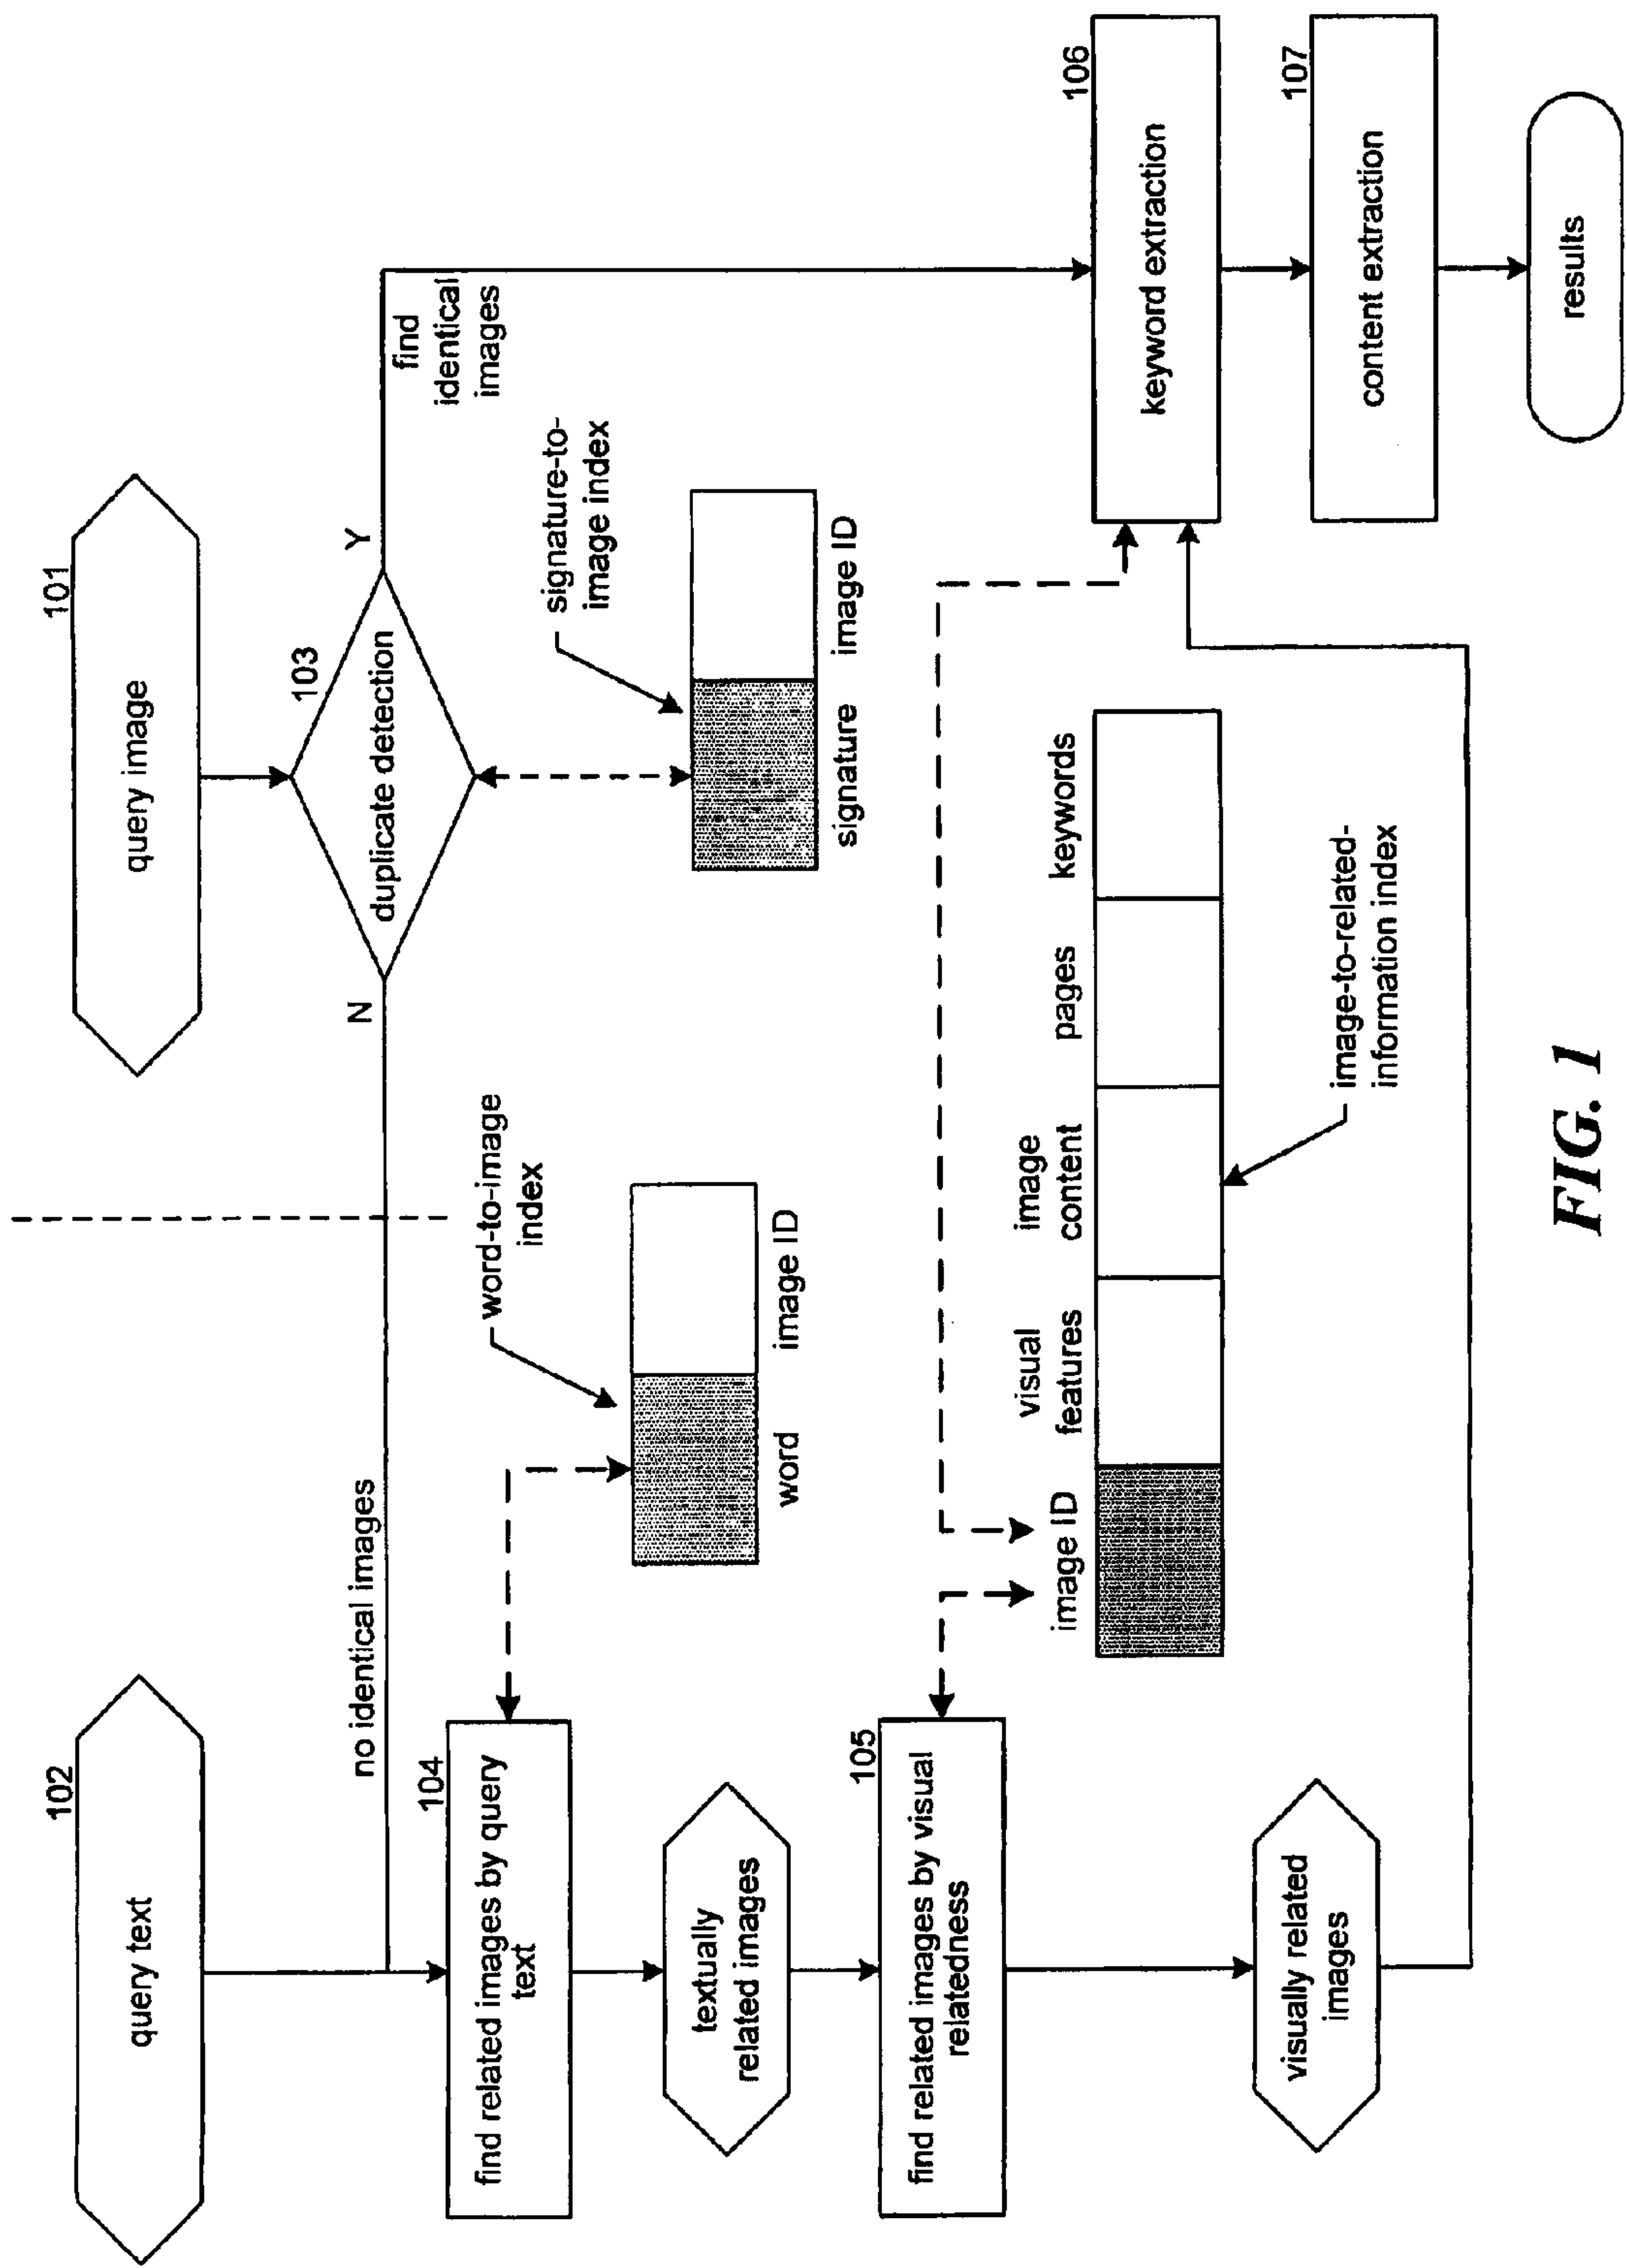 102
query text
101
query image
no identical images
N
103
duplicate detection
Y
find
identical
images
104
find related images by query
text
word-to-image
index
word
image ID
signature-to-
image index
signature
image ID
textually
related images
105
find related images by visual
relatedness
image ID
visual
features
image
content
pages
keywords
image-to-related-
information index
106
keyword extraction
visually related
images
107
content extraction
results
FIG. 1